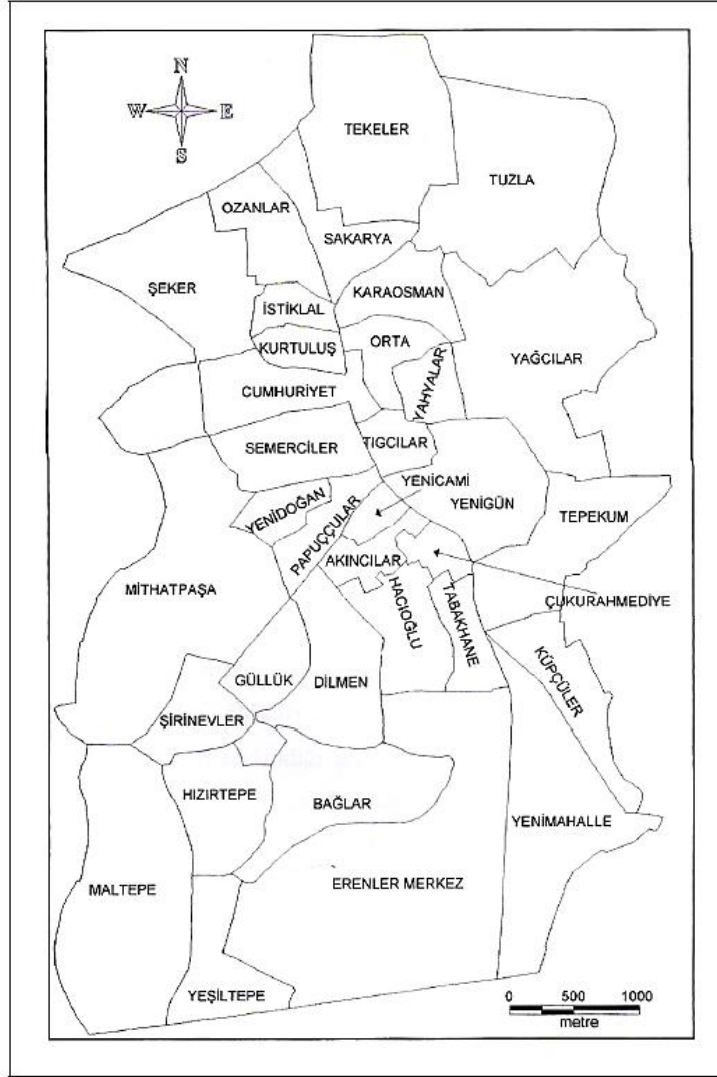 N
W E
S
TEKELER
TUZLA
OZANLAR
SAKARYA
ŞEKER
KARAOSMAN
İSTİKLAL
KURTULUŞ
ORTA
YAHYALAR
YAĞCILAR
CUMHURİYET
SEMERCİLER
TIGCILAR
YENİCAMİ
YENİGÜN
YENİDOĞAN
PAPUÇÇULAR
TEPEKUM
AKINCILAR
MİTHATPAŞA
HACIOĞLU
TABAKHANE
ÇUKURAHMEDİYE
KÜPÇÜLER
GÜLLÜK
DİLMEN
ŞİRİNEVLER
HIZIRTEPE
BAĞLAR
YENİMAHALLE
MALTEPE
ERENLER MERKEZ
YEŞİLTEPE
0 500 1000
metre